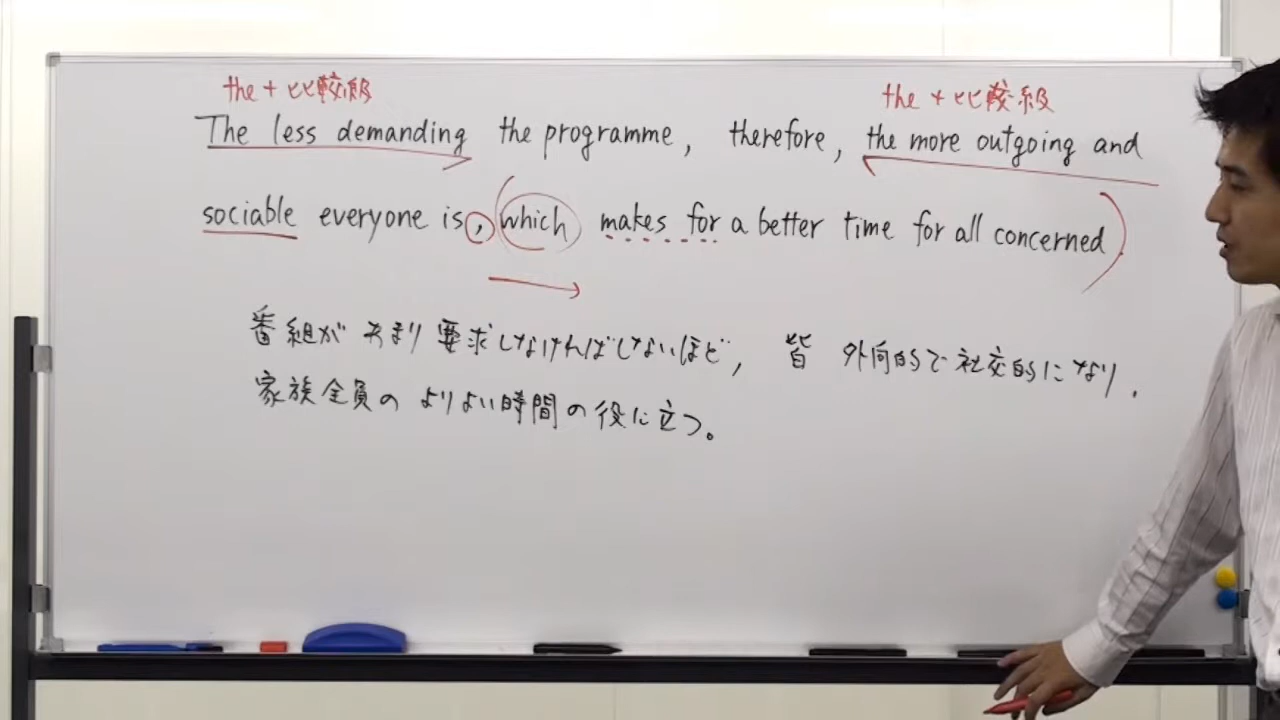 the + 比較級 the + 比較級
The less demanding the programme, therefore, the more outgoing and
sociable everyone is, (which makes for a better time for all concerned).
番組が あまり 要求しなければしないほど, 皆 外向的で社交的になり,
家族全員の よりよい時間の役に立つ。